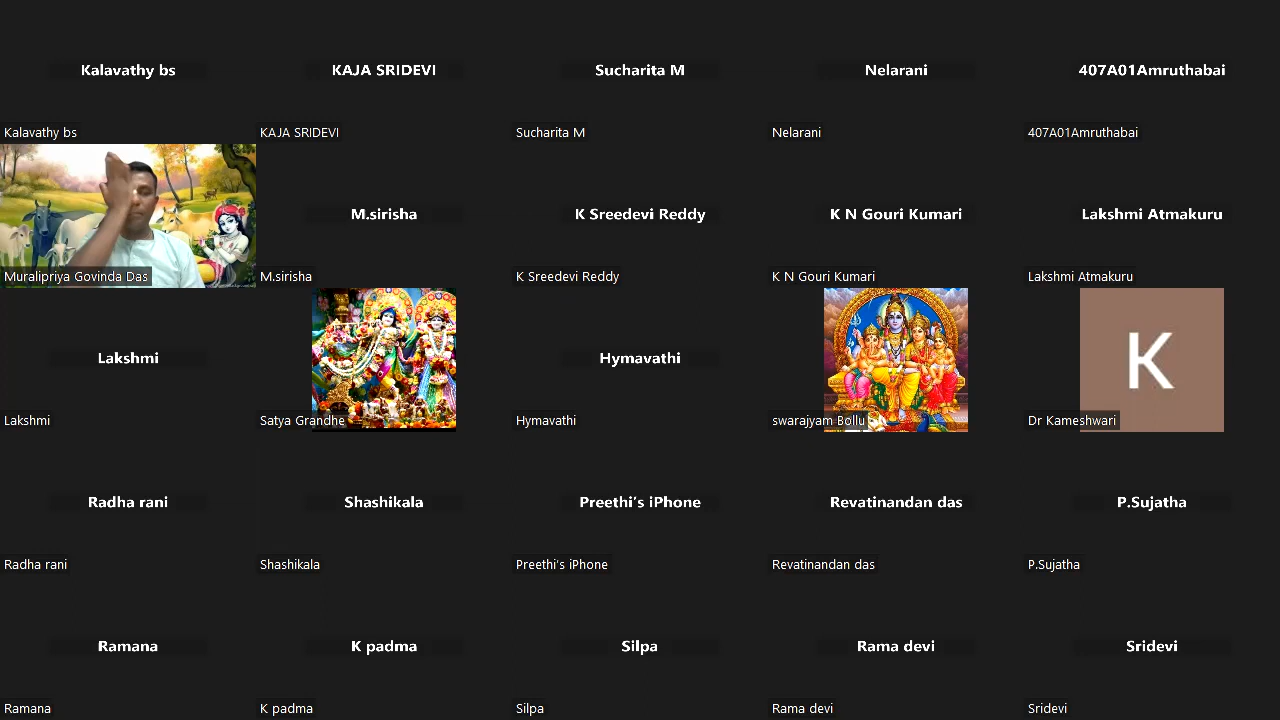 Kalavathy bs
KAJA SRIDEVI
Sucharita M
Nelarani
407A01Amruthabai
Kalavathy bs
KAJA SRIDEVI
Sucharita M
Nelarani
407A01Amruthabai
M.sirisha
K Sreedevi Reddy
K N Gouri Kumari
Lakshmi Atmakuru
Muralipriya Govinda Das
M.sirisha
K Sreedevi Reddy
K N Gouri Kumari
Lakshmi Atmakuru
Lakshmi
Hymavathi
K
Lakshmi
Satya Grandhe
Hymavathi
swarajyam Bollu
Dr Kameshwari
Radha rani
Shashikala
Preethi's iPhone
Revatinandan das
P.Sujatha
Radha rani
Shashikala
Preethi's iPhone
Revatinandan das
P.Sujatha
Ramana
K padma
Silpa
Rama devi
Sridevi
Ramana
K padma
Silpa
Rama devi
Sridevi